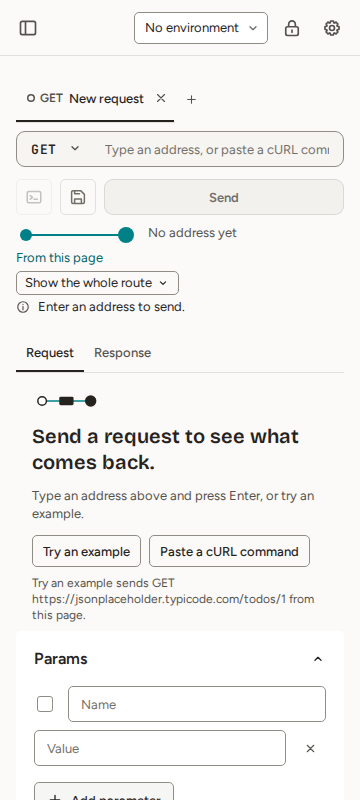 No environment
GET New request
GET Type an address, or paste a cURL com
Send
No address yet
From this page
Show the whole route
Enter an address to send.
Request Response
Send a request to see what
comes back.
Type an address above and press Enter, or try an
example.
Try an example Paste a cURL command
Try an example sends GET
https://jsonplaceholder.typicode.com/todos/1 from
this page.
Params
Name
Value
Add parameter